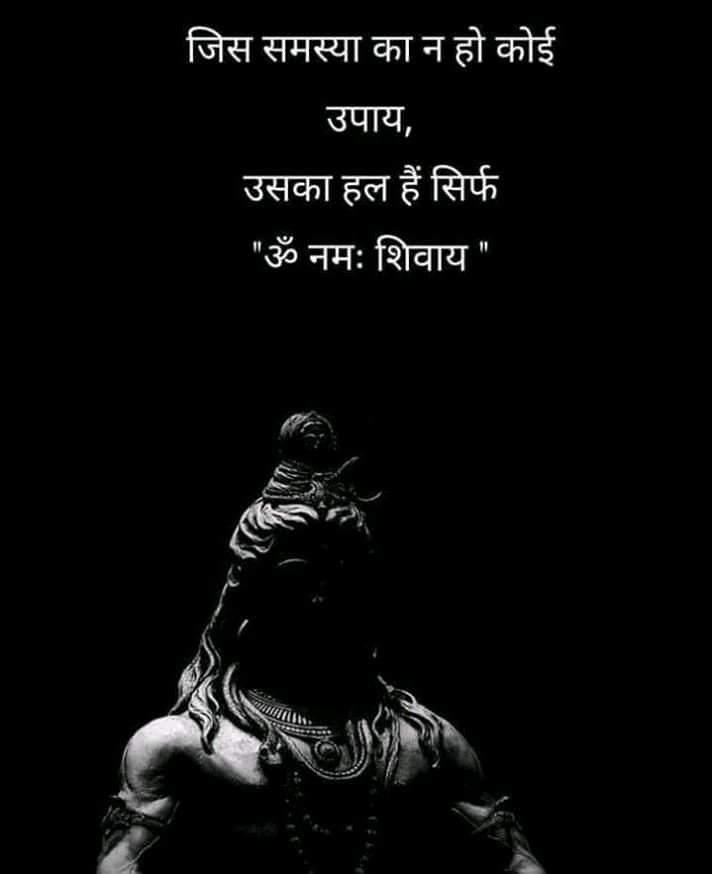 जिस समस्या का न हो कोई
उपाय,
उसका हल हैं सिर्फ
"ॐ नमः शिवाय "